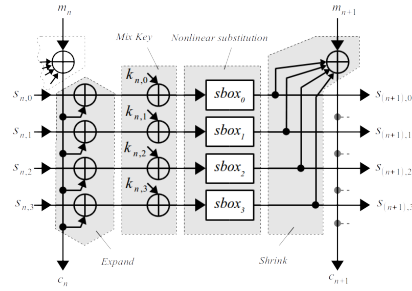 m_n m_{n+1}
Mix Key Nonlinear substitution
s_{n,0} k_{n,0} sbox_0 s_{[n+1],0}
s_{n,1} k_{n,1} sbox_1 s_{[n+1],1}
s_{n,2} k_{n,2} sbox_2 s_{[n+1],2}
s_{n,3} k_{n,3} sbox_3 s_{[n+1],3}
Expand Shrink
c_n c_{n+1}